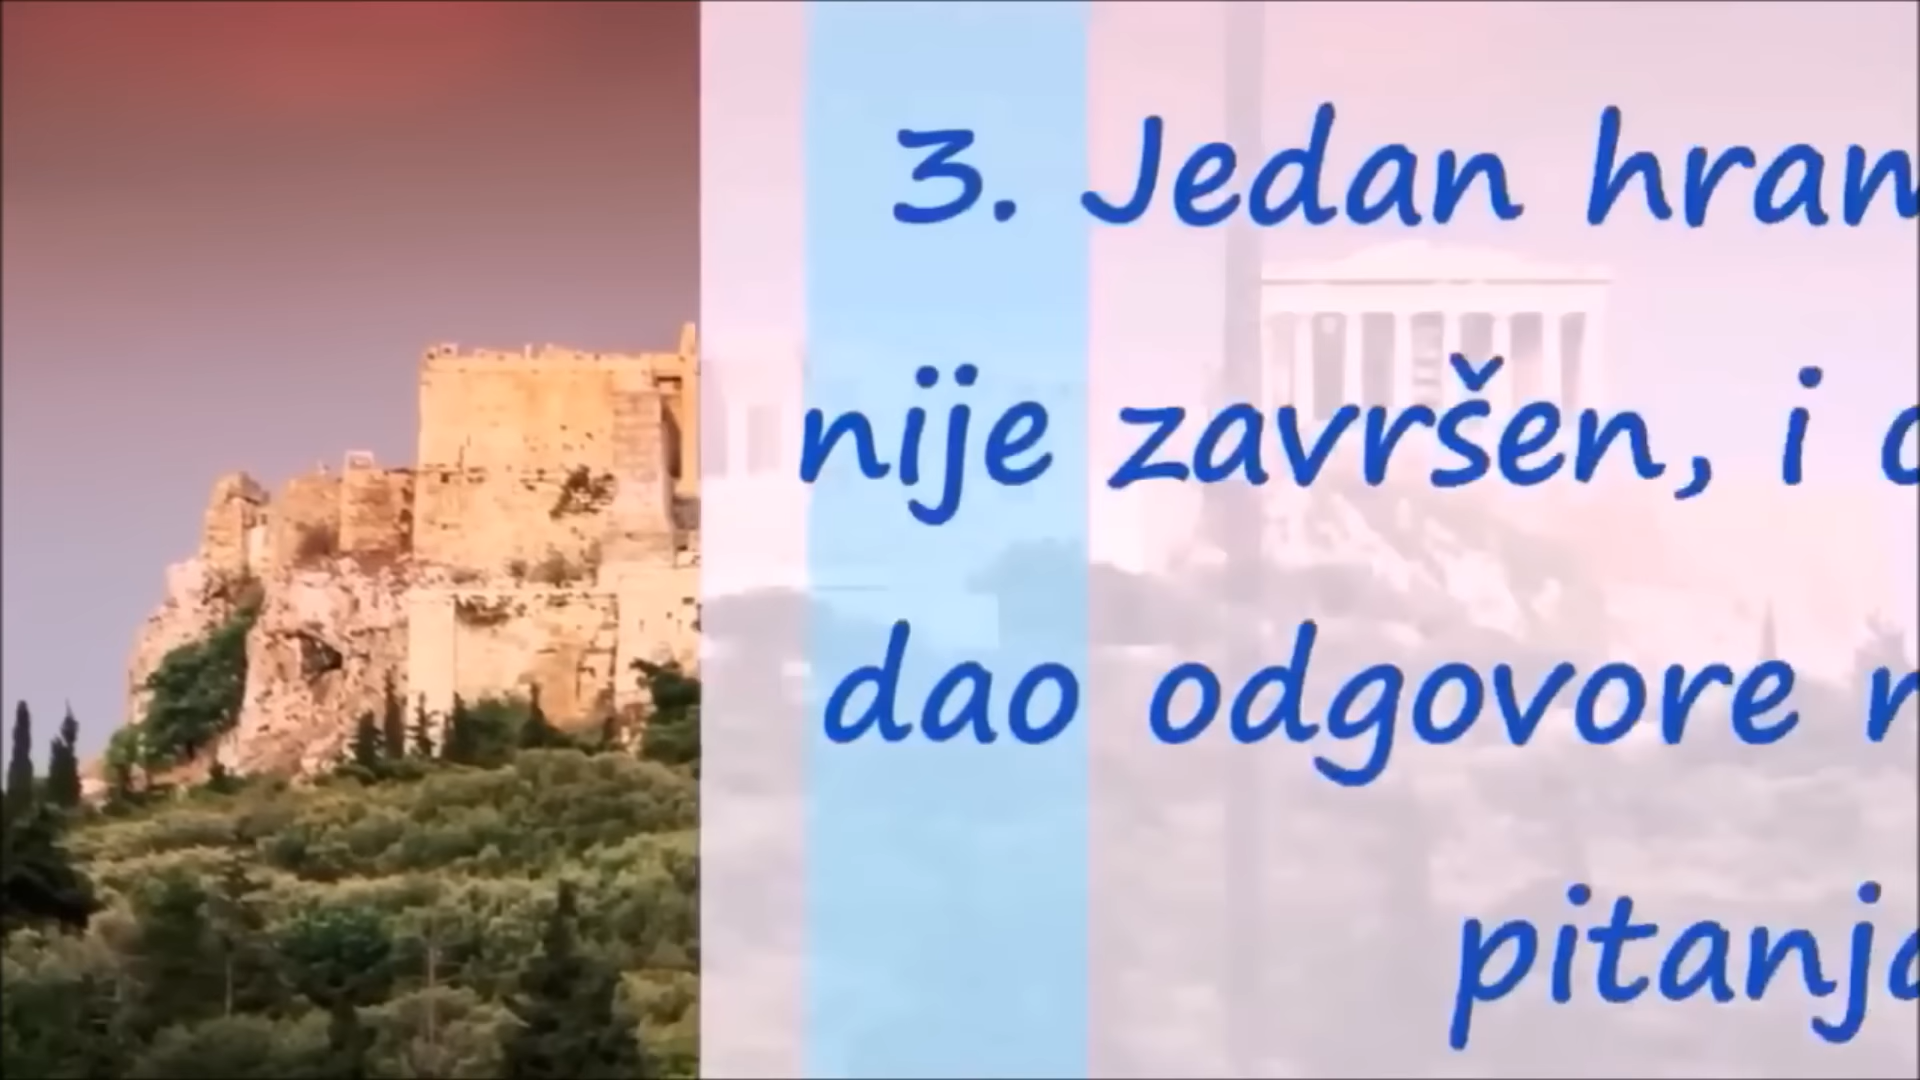 3. Jedan hram
nije završen, i
dao odgovore
pitanja